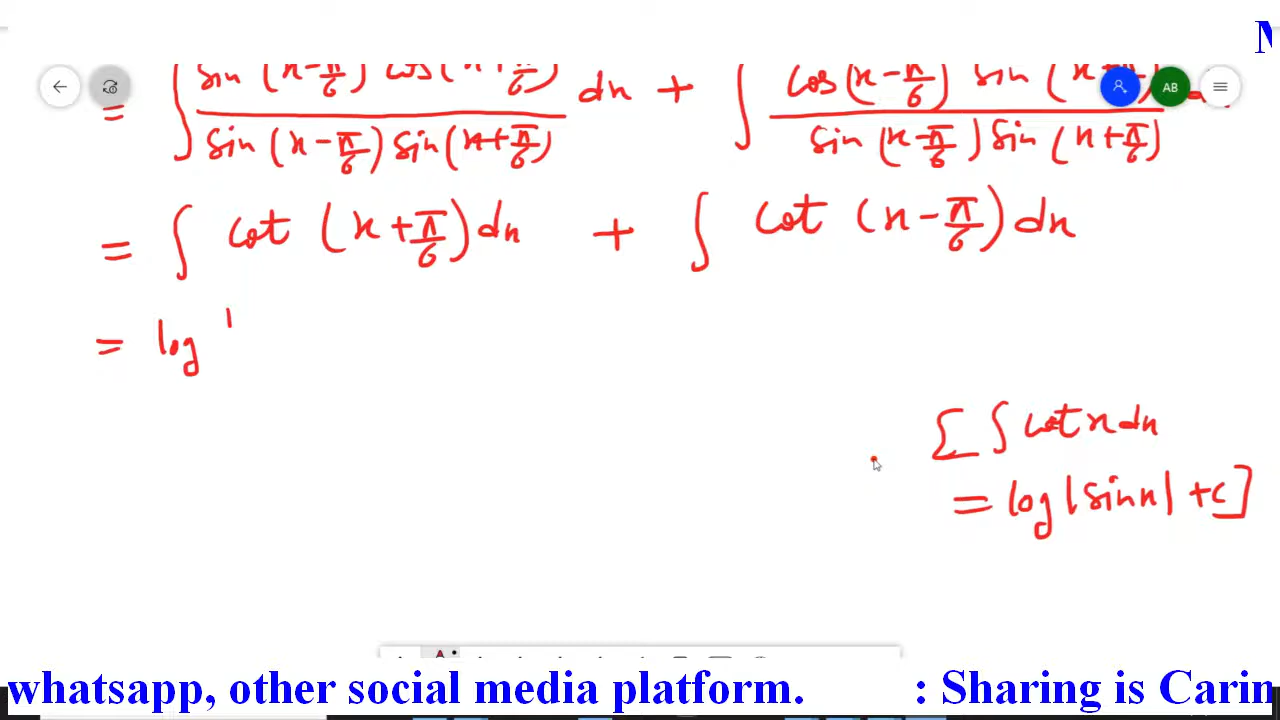 M
AB
= ∫ sin (x-π/6) cos(x+π/6) / sin (x-π/6) sin (x+π/6) dx + ∫ cos(x-π/6) sin (x+π/6) / sin (x-π/6) sin (x+π/6)
= ∫ cot (x+π/6) dx + ∫ cot (x-π/6) dx
= log |
[ ∫ cot x dx
= log |sin x| + c ]
whatsapp, other social media platform. : Sharing is Carin